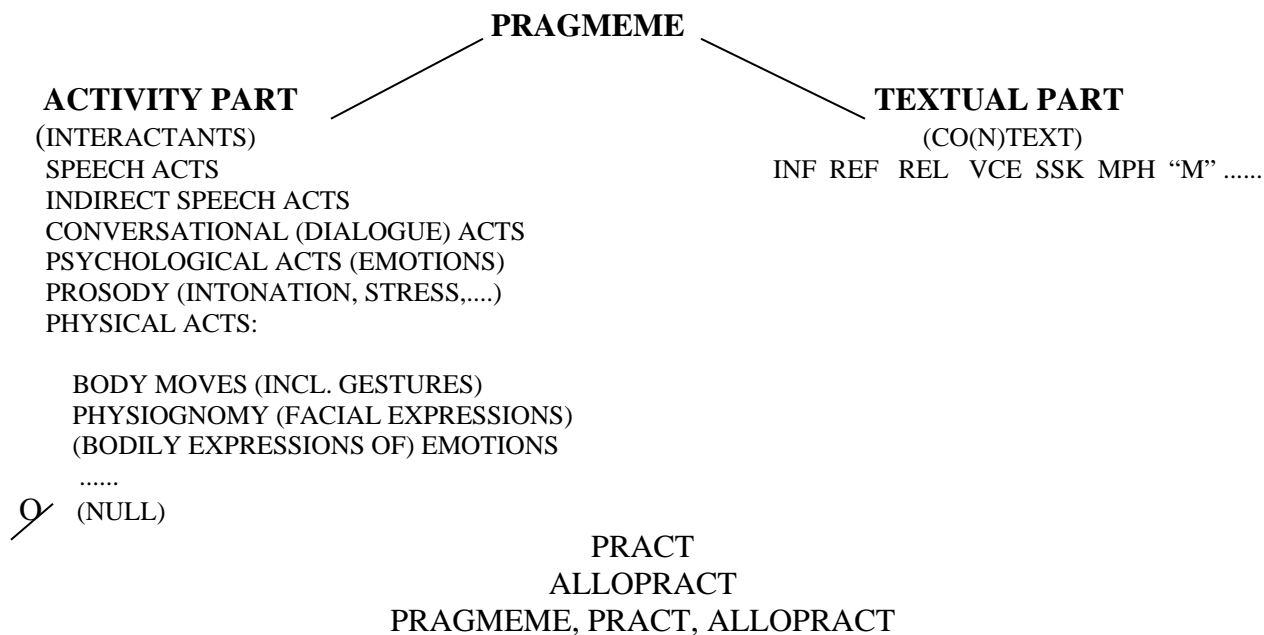 PRAGMEME
ACTIVITY PART
(INTERACTANTS)
SPEECH ACTS
INDIRECT SPEECH ACTS
CONVERSATIONAL (DIALOGUE) ACTS
PSYCHOLOGICAL ACTS (EMOTIONS)
PROSODY (INTONATION, STRESS,....)
PHYSICAL ACTS:
BODY MOVES (INCL. GESTURES)
PHYSIOGNOMY (FACIAL EXPRESSIONS)
(BODILY EXPRESSIONS OF) EMOTIONS
......
O (NULL)
TEXTUAL PART
(CO(N)TEXT)
INF REF REL VCE SSK MPH “M” ......
PRACT
ALLOPRACT
PRAGMEME, PRACT, ALLOPRACT